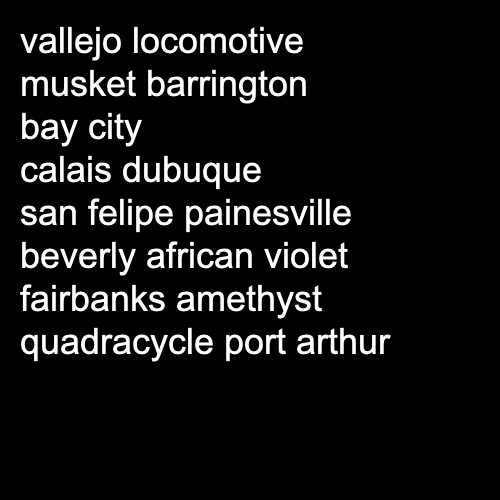 vallejo locomotive
musket barrington
bay city
calais dubuque
san felipe painesville
beverly african violet
fairbanks amethyst
quadracycle port arthur